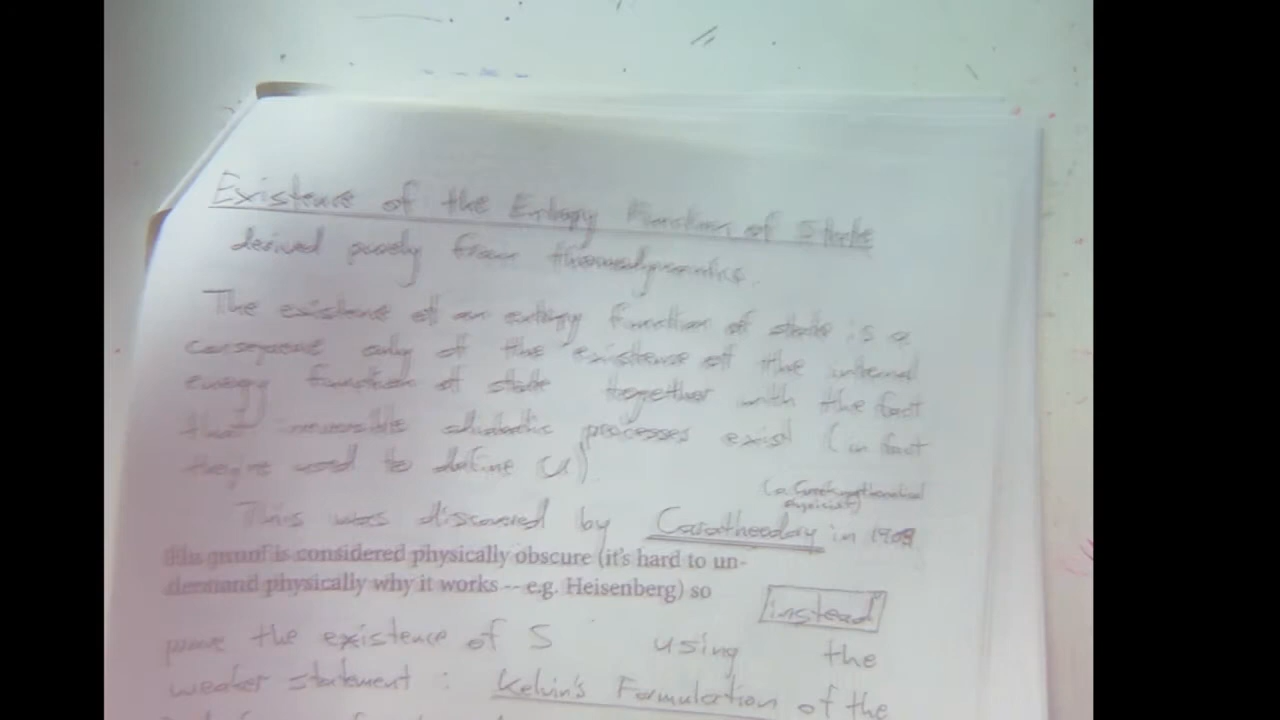 Existence of the Entropy Function of State
derived purely from thermodynamics.
The existence of an entropy function of state is a
consequence only of the existence of the internal
energy function of state together with the fact
that reversible adiabatic processes exist (in fact
they're used to define U)
(a Greek mathematical
physicist)
This was discovered by Caratheodory in 1909
His proof is considered physically obscure (it's hard to un-
derstand physically why it works -- e.g. Heisenberg) so
instead
prove the existence of S using the
weaker statement : Kelvin's Formulation of the